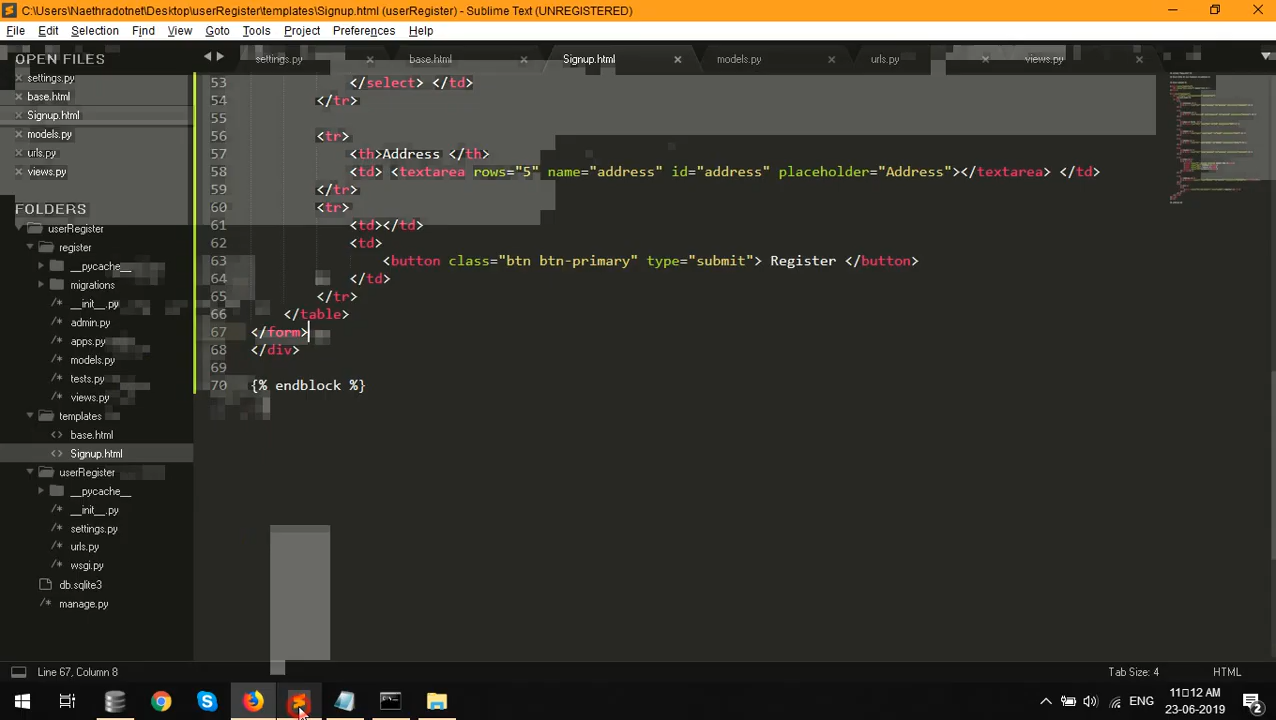 C:\Users\Naethradotnet\Desktop\userRegister\templates\Signup.html (userRegister) - Sublime Text (UNREGISTERED)
File Edit Selection Find View Goto Tools Project Preferences Help
OPEN FILES
settings.py
base.html
Signup.html
models.py
urls.py
views.py
FOLDERS
userRegister
register
__pycache__
migrations
__init__.py
admin.py
apps.py
models.py
tests.py
views.py
templates
base.html
Signup.html
userRegister
__pycache__
__init__.py
settings.py
urls.py
wsgi.py
db.sqlite3
manage.py
settings.py base.html Signup.html models.py urls.py views.py
53 </select> </td>
54 </tr>
55
56 <tr>
57 <th>Address </th>
58 <td> <textarea rows="5" name="address" id="address" placeholder="Address"></textarea> </td>
59 </tr>
60 <tr>
61 <td></td>
62 <td>
63 <button class="btn btn-primary" type="submit"> Register </button>
64 </td>
65 </tr>
66 </table>
67 </form>
68 </div>
69
70 {% endblock %}
Line 67, Column 8 Tab Size: 4 HTML
ENG
11:12 AM
23-06-2019
2